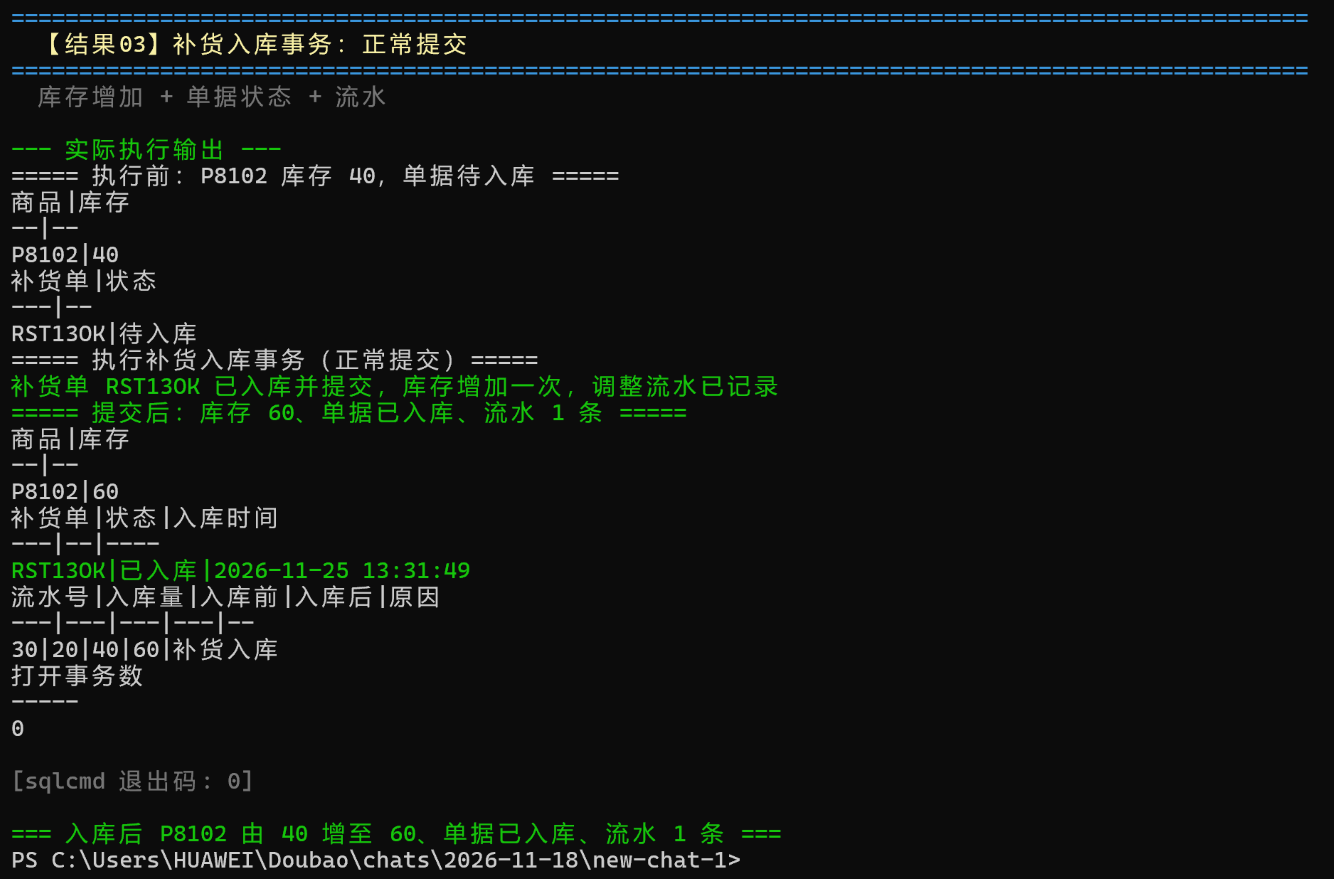 ================================================================================================
【结果03】补货入库事务：正常提交
================================================================================================
库存增加 + 单据状态 + 流水
--- 实际执行输出 ---
===== 执行前：P8102 库存 40，单据待入库 =====
商品|库存
--|--
P8102|40
补货单|状态
---|--
RST13OK|待入库
===== 执行补货入库事务（正常提交）=====
补货单 RST13OK 已入库并提交，库存增加一次，调整流水已记录
===== 提交后：库存 60、单据已入库、流水 1 条 =====
商品|库存
--|--
P8102|60
补货单|状态|入库时间
---|--|----
RST13OK|已入库|2026-11-25 13:31:49
流水号|入库量|入库前|入库后|原因
---|---|---|---|--
30|20|40|60|补货入库
打开事务数
-----
0
[sqlcmd 退出码：0]
=== 入库后 P8102 由 40 增至 60、单据已入库、流水 1 条 ===
PS C:\Users\HUAWEI\Doubao\chats\2026-11-18\new-chat-1>